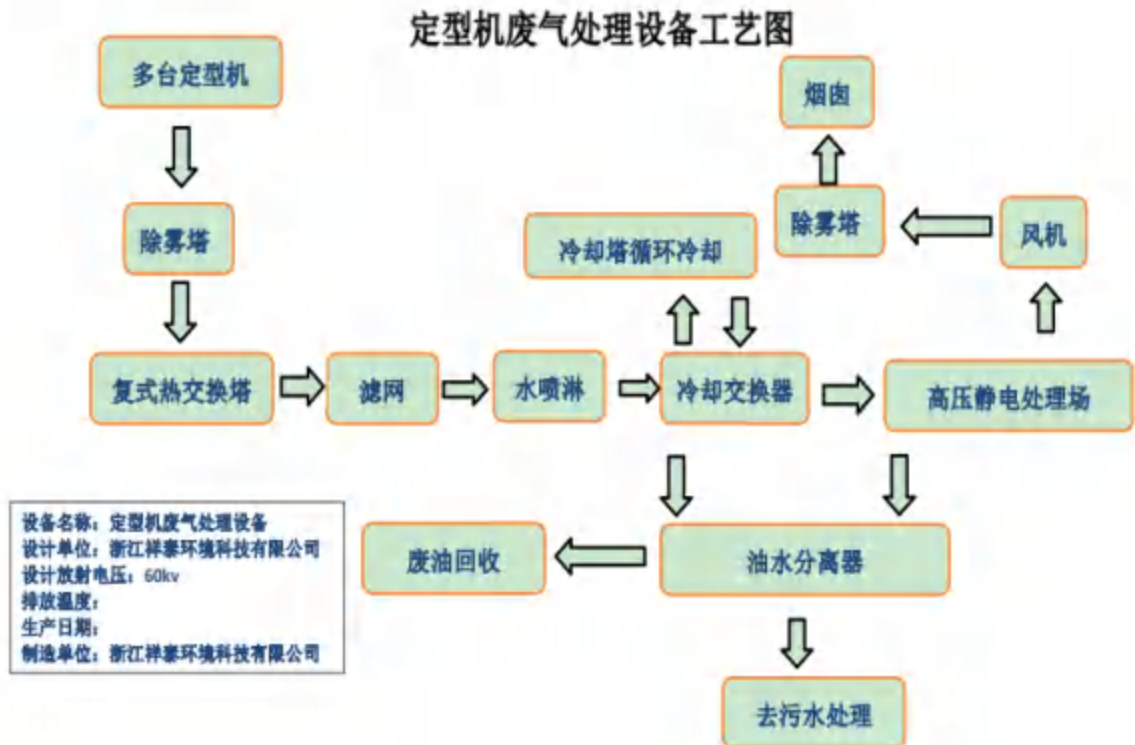 定型机废气处理设备工艺图
多台定型机
烟囱
除雾塔
冷却塔循环冷却
除雾塔
风机
复式热交换塔
滤网
水喷淋
冷却交换器
高压静电处理场
设备名称：定型机废气处理设备
设计单位：浙江祥泰环境科技有限公司
设计放射电压：60kv
排放温度：
生产日期：
制造单位：浙江祥泰环境科技有限公司
废油回收
油水分离器
去污水处理